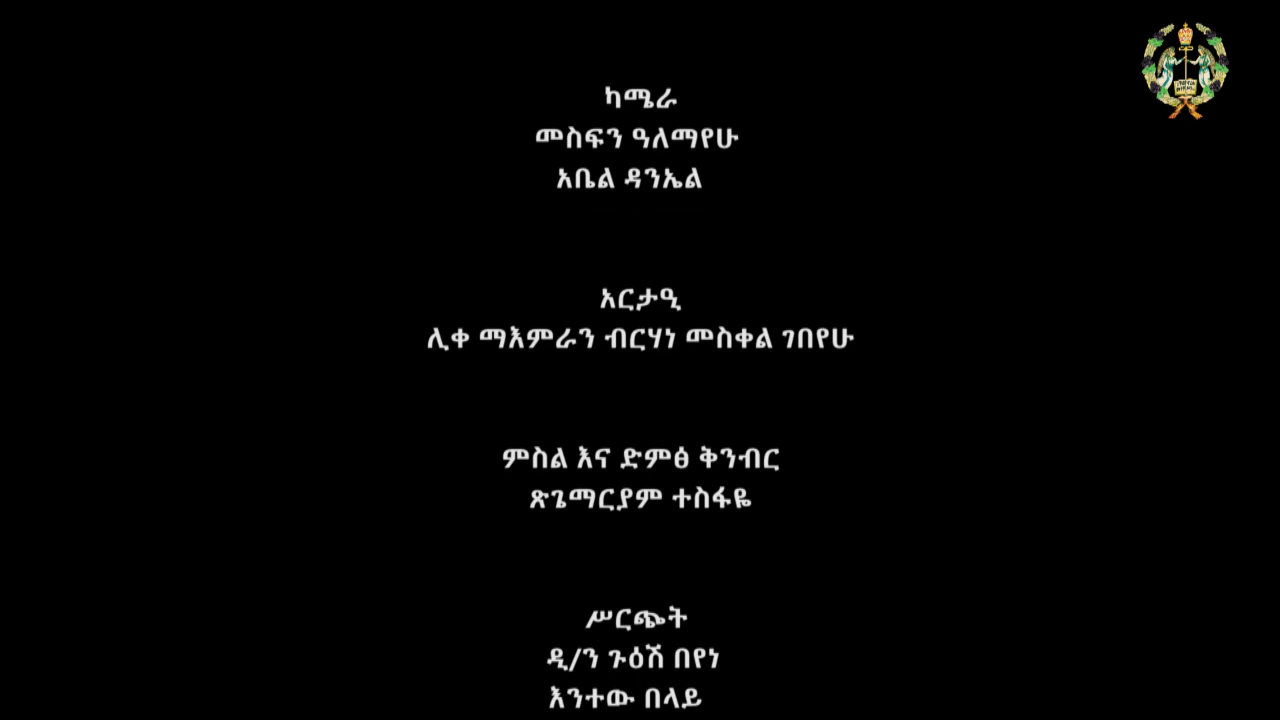 ካሜራ
መስፍን ዓለማየሁ
አቤል ዳንኤል
አርታዒ
ሊቀ ማእምራን ብርሃነ መስቀል ገበየሁ
ምስል እና ድምፅ ቅንብር
ጽጌማርያም ተስፋዬ
ሥርጭት
ዲ/ን ጉዕሽ በየነ
እንተው በላይ